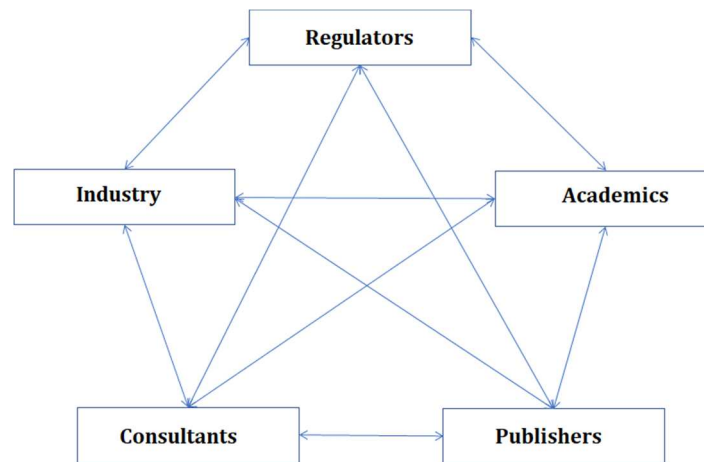 Regulators
Industry
Academics
Consultants
Publishers